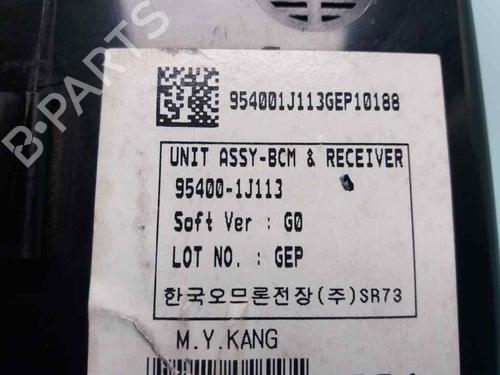 954001J113GEP10188
UNIT ASSY-BCM & RECEIVER
95400-1J113
Soft Ver : G0
LOT NO. : GEP
한국오므론전장(주)SR73
M.Y.KANG